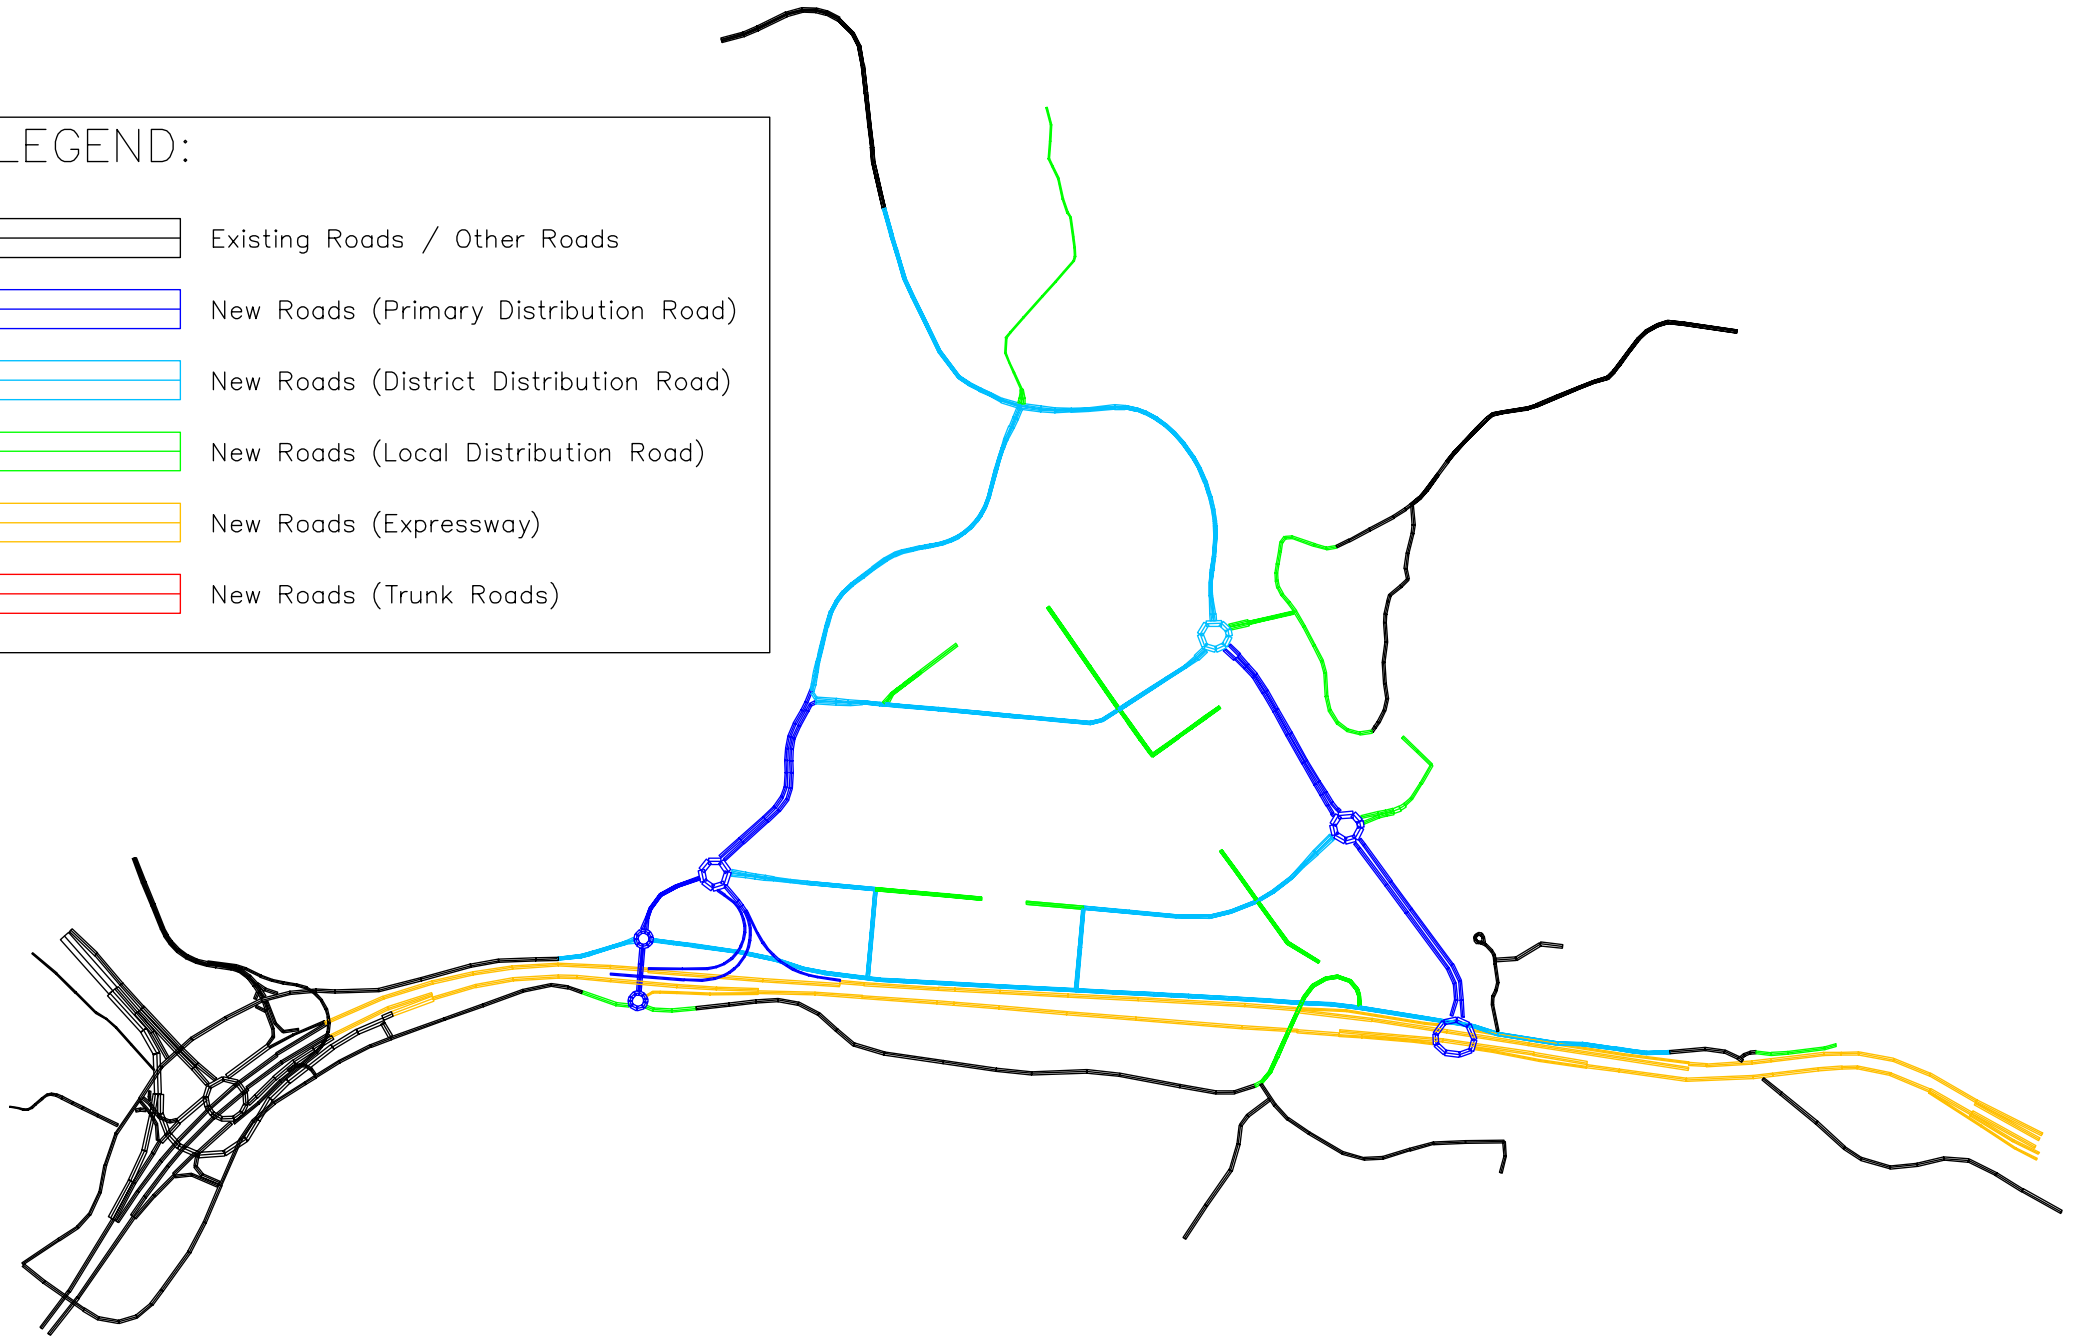 LEGEND:
Existing Roads / Other Roads
New Roads (Primary Distribution Road)
New Roads (District Distribution Road)
New Roads (Local Distribution Road)
New Roads (Expressway)
New Roads (Trunk Roads)